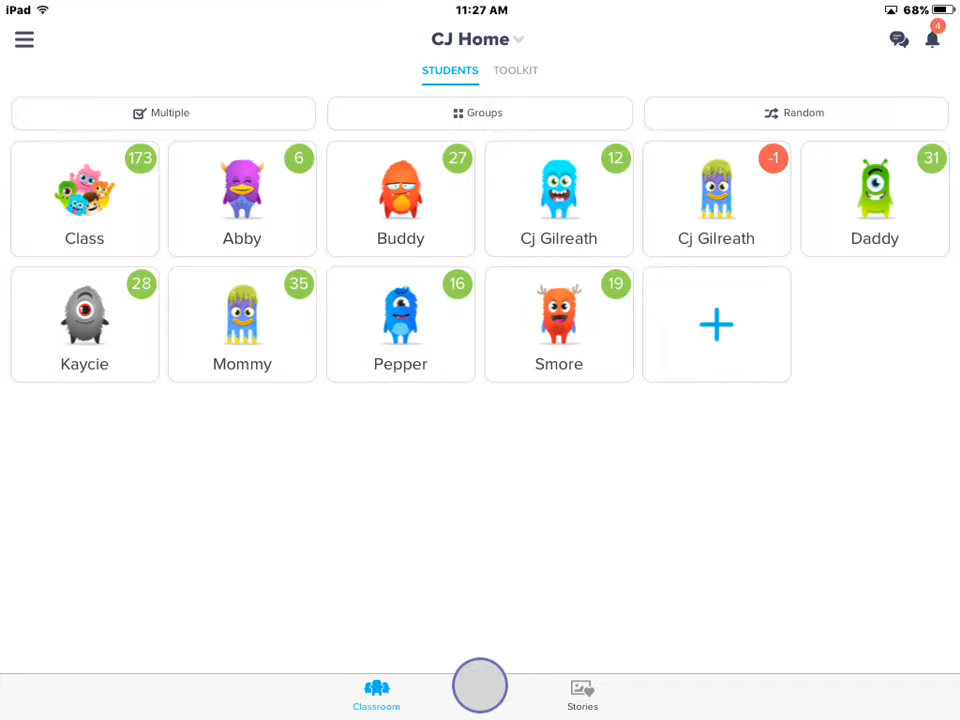 iPad 11:27 AM 68%
CJ Home 4
STUDENTS TOOLKIT
Multiple Groups Random
173 6 27 12 -1 31
Class Abby Buddy Cj Gilreath Cj Gilreath Daddy
28 35 16 19
Kaycie Mommy Pepper Smore
Classroom Stories